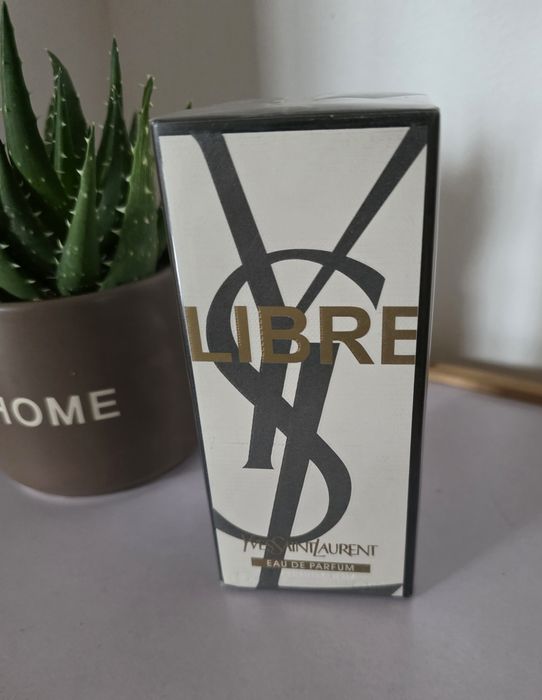 LIBRE
YVESSAINTLAURENT
EAU DE PARFUM
HOME